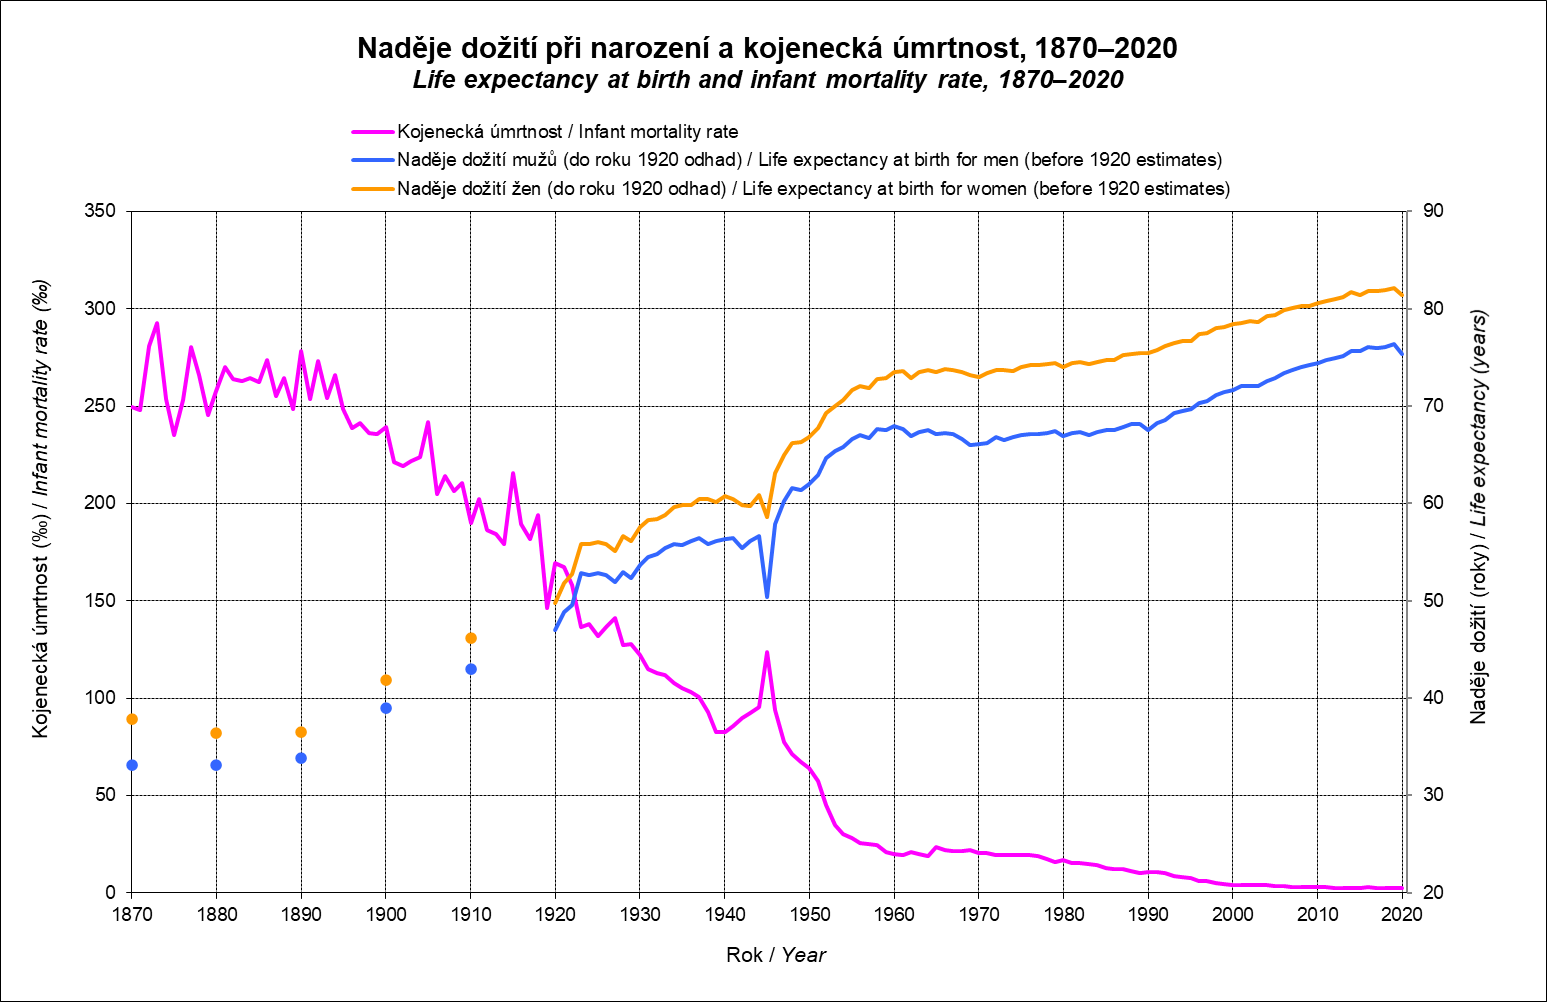 Naděje dožití při narození a kojenecká úmrtnost, 1870–2020
Life expectancy at birth and infant mortality rate, 1870–2020
Kojenecká úmrtnost / Infant mortality rate
Naděje dožití mužů (do roku 1920 odhad) / Life expectancy at birth for men (before 1920 estimates)
Naděje dožití žen (do roku 1920 odhad) / Life expectancy at birth for women (before 1920 estimates)
Kojenecká úmrtnost (‰) / Infant mortality rate (‰)
350
300
250
200
150
100
50
0
90
80
70
60
50
40
30
20
Naděje dožití (roky) / Life expectancy (years)
1870 1880 1890 1900 1910 1920 1930 1940 1950 1960 1970 1980 1990 2000 2010 2020
Rok / Year